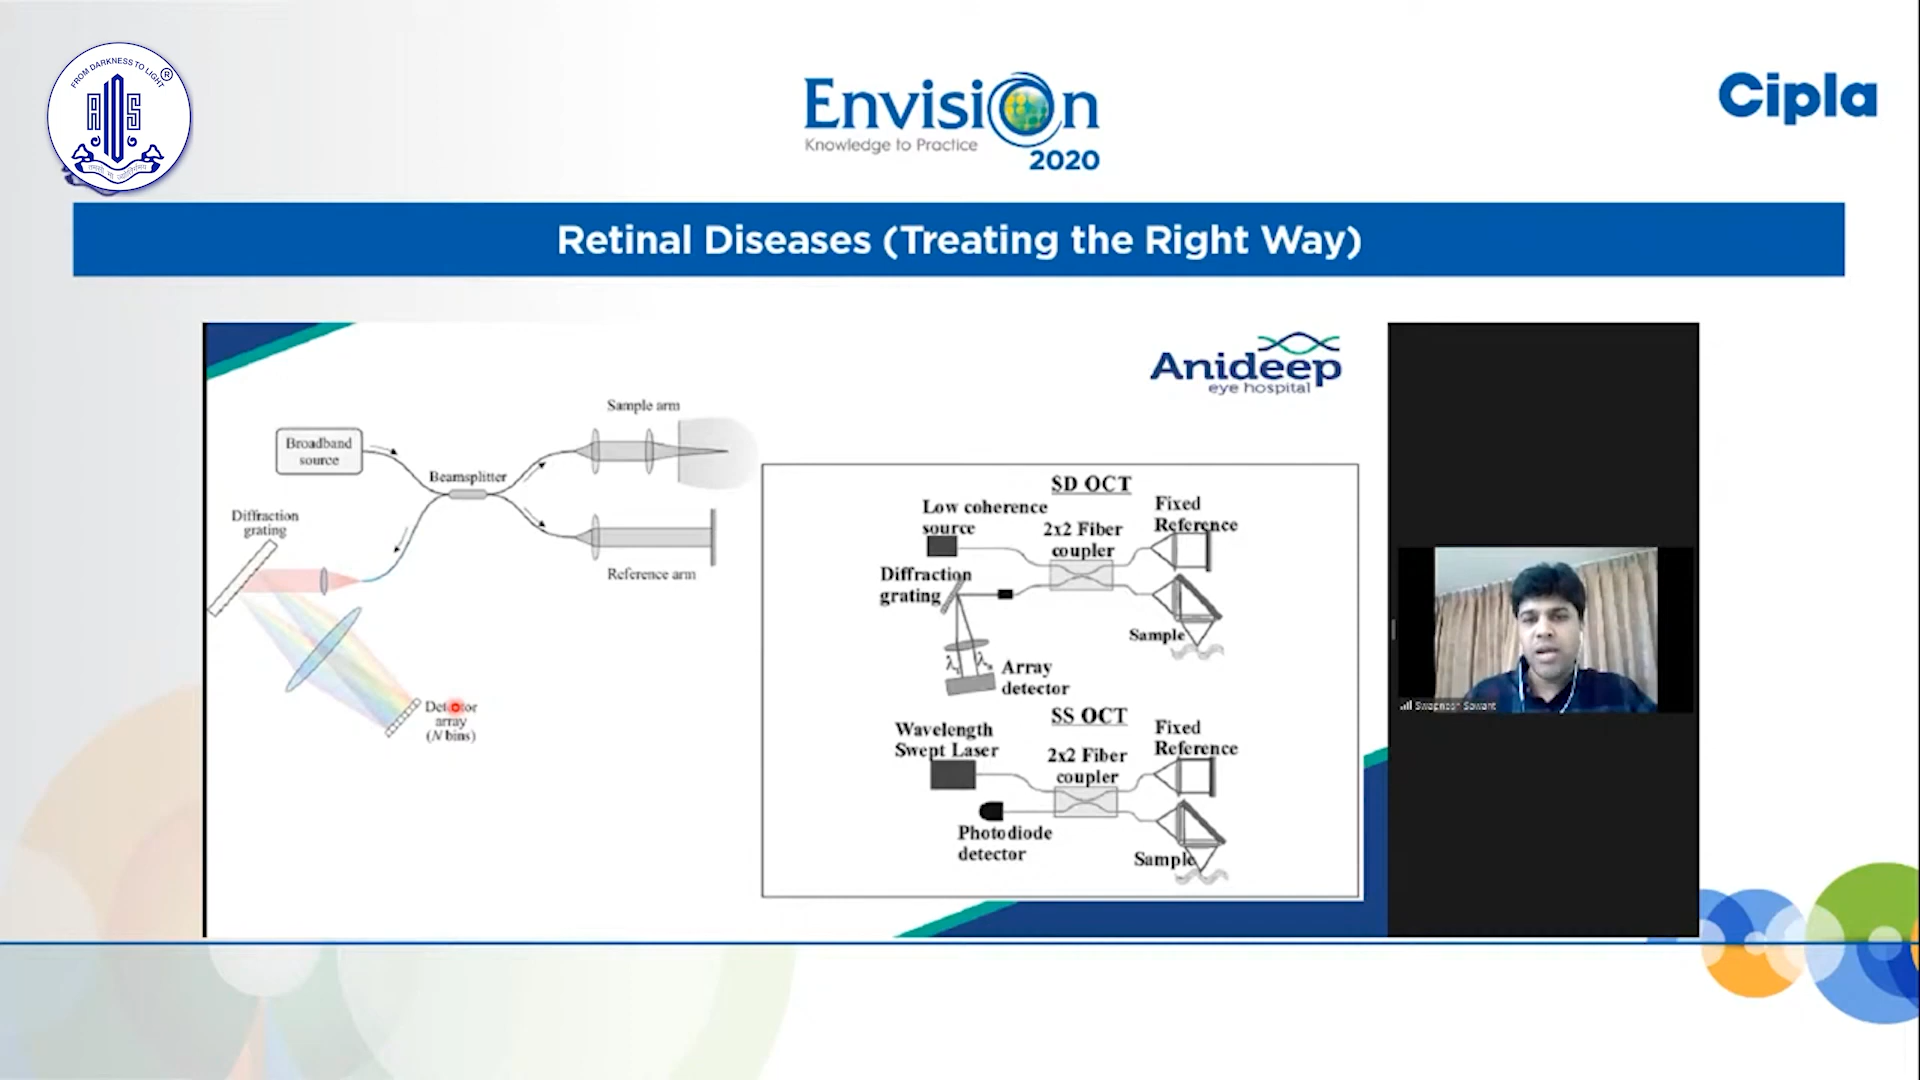 FROM DARKNESS TO LIGHT
®
AIOS
Envision
Knowledge to Practice
2020
Cipla
Retinal Diseases (Treating the Right Way)
Anideep
eye hospital
Sample arm
Broadband
source
Beamsplitter
Diffraction
grating
Reference arm
Detector
array
(N bins)
SD OCT
Low coherence
source
2x2 Fiber
coupler
Fixed
Reference
Diffraction
grating
Sample
Array
detector
SS OCT
Wavelength
Swept Laser
2x2 Fiber
coupler
Fixed
Reference
Photodiode
detector
Sample
Swapnesh Sawant